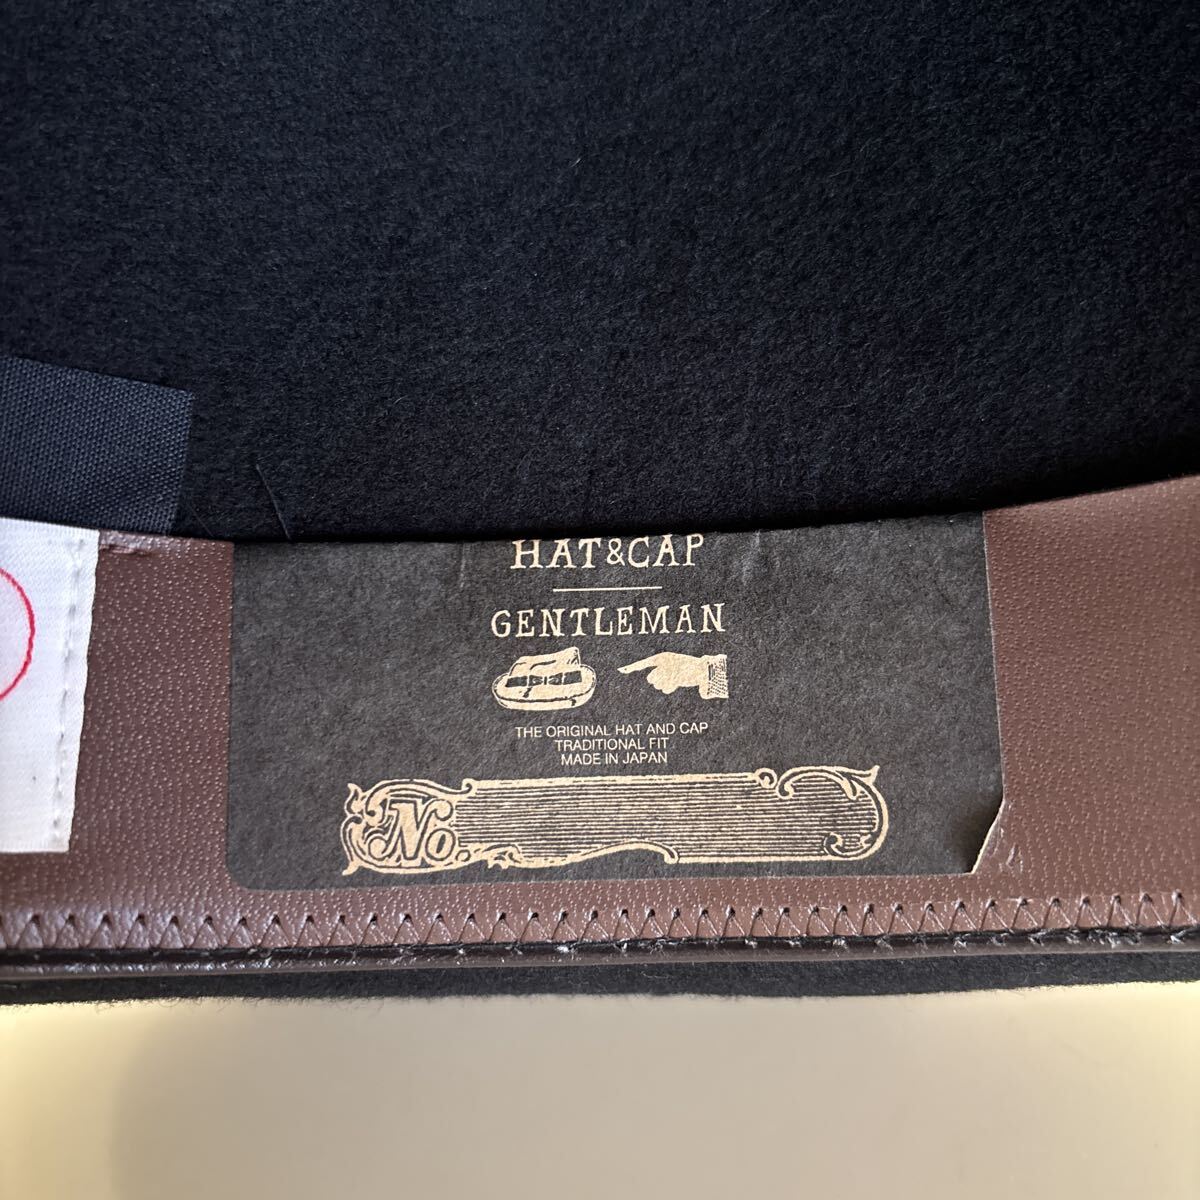 HAT&CAP
GENTLEMAN
THE ORIGINAL HAT AND CAP
TRADITIONAL FIT
MADE IN JAPAN
No.